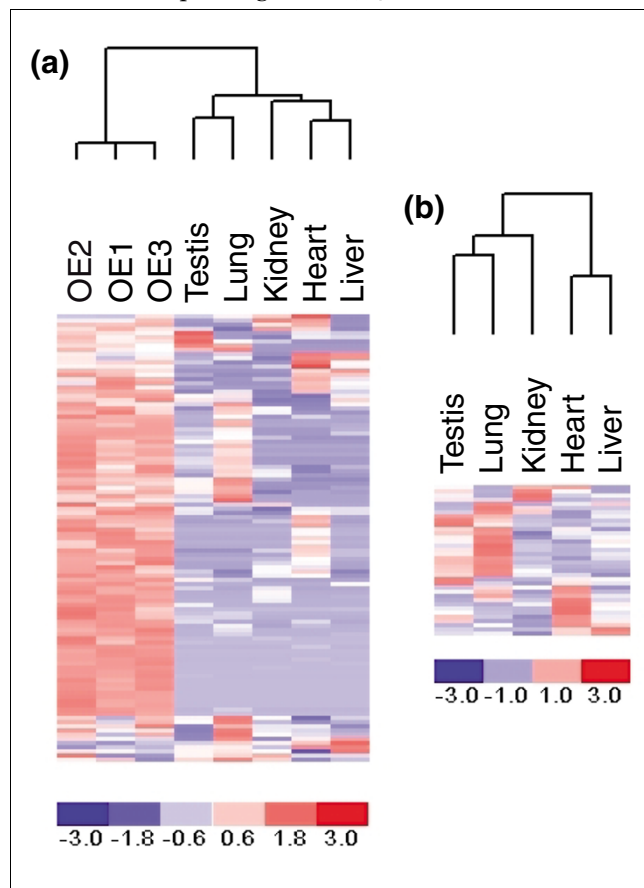 (a)
OE2 OE1 OE3 Testis Lung Kidney Heart Liver
-3.0 -1.8 -0.6 0.6 1.8 3.0
(b)
Testis Lung Kidney Heart Liver
-3.0 -1.0 1.0 3.0